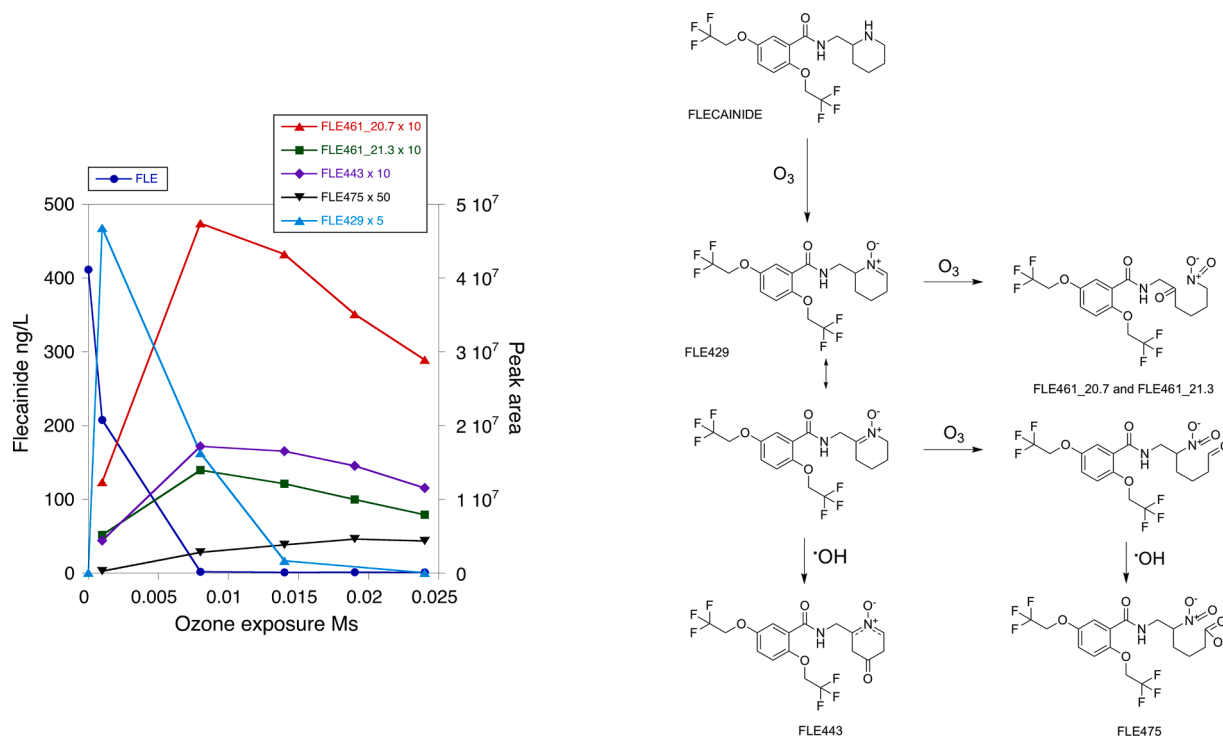 FLE461_20.7 x 10
FLE461_21.3 x 10
FLE443 x 10
FLE475 x 50
FLE429 x 5
FLE
500
400
300
200
100
0
5 10⁷
4 10⁷
3 10⁷
2 10⁷
1 10⁷
0
0
0.005
0.01
0.015
0.02
0.025
Flecainide ng/L
Peak area
Ozone exposure Ms
F
F
F
O
O
N
H
H
N
O
F
F
F
FLECAINIDE
O₃
F
F
F
O
O
N
H
O⁻
N⁺
O
F
F
F
FLE429
O₃
F
F
F
O
O
N
H
O
O⁻
N⁺
O
O
F
F
F
FLE461_20.7 and FLE461_21.3
F
F
F
O
O
N
H
O⁻
N⁺
O
F
F
F
O₃
F
F
F
O
O
N
H
O⁻
N⁺
O
O
O
F
F
F
•OH
•OH
F
F
F
O
O
N
H
O⁻
N⁺
O
O
F
F
F
FLE443
F
F
F
O
O
N
H
O⁻
N⁺
O
O
O
O
F
F
F
FLE475